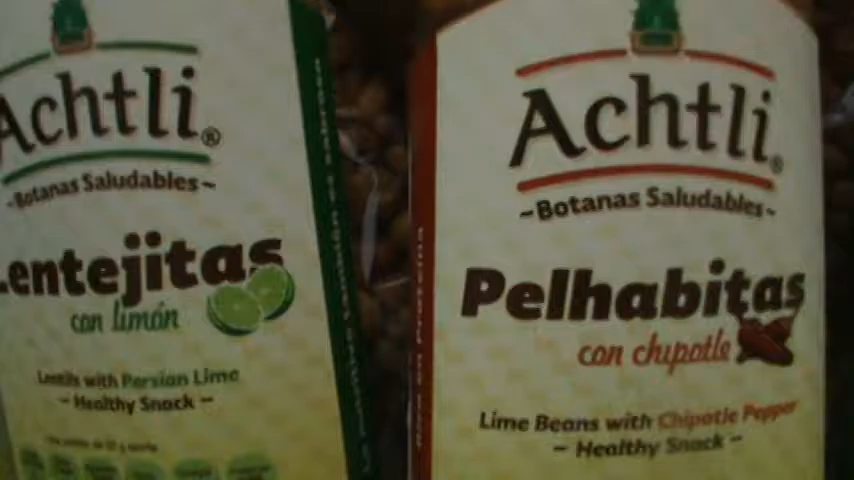 Achtli®
-Botanas Saludables~
Lentejitas
con limón
Lentils with Persian Lime
~ Healthy Snack ~
Achtli®
~Botanas Saludables~
Pelhabitas
con chipotle
Lime Beans with Chipotle Pepper
~ Healthy Snack ~